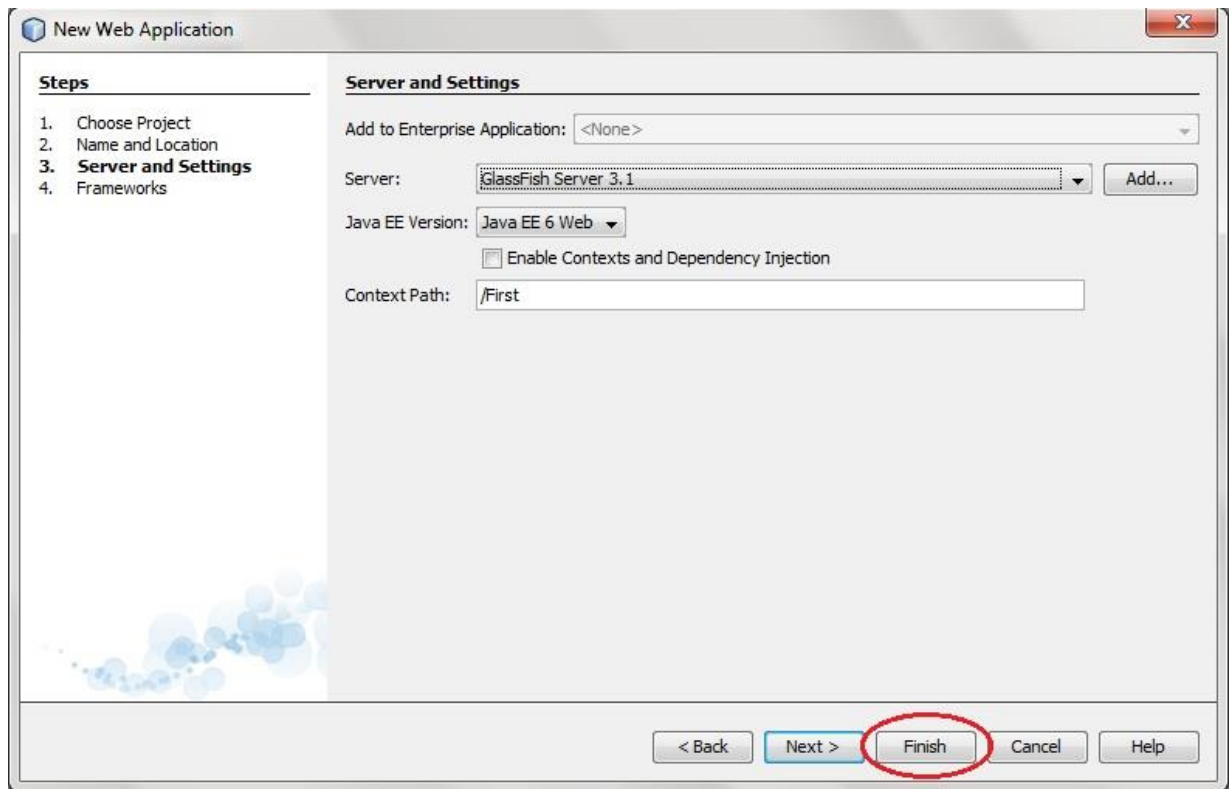 New Web Application
Steps
1. Choose Project
2. Name and Location
3. Server and Settings
4. Frameworks
Server and Settings
Add to Enterprise Application: <None>
Server: GlassFish Server 3.1 Add...
Java EE Version: Java EE 6 Web
Enable Contexts and Dependency Injection
Context Path: /First
< Back Next > Finish Cancel Help